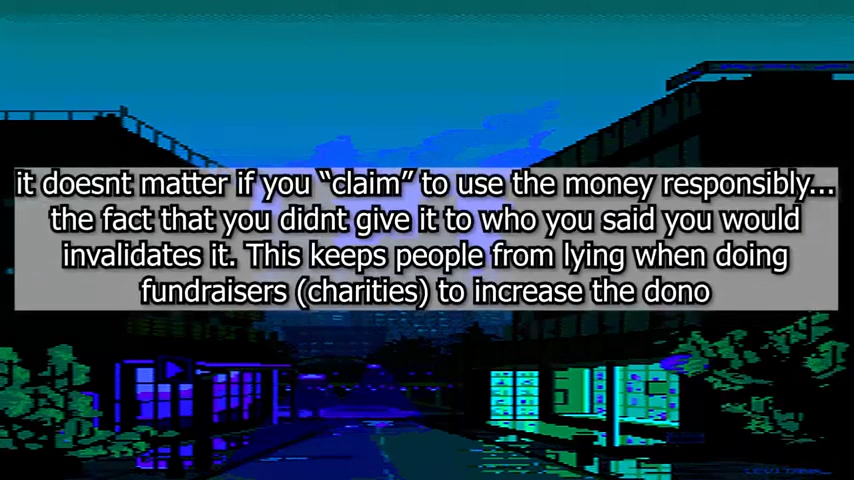 it doesnt matter if you “claim” to use the money responsibly...
the fact that you didnt give it to who you said you would
invalidates it. This keeps people from lying when doing
fundraisers (charities) to increase the dono